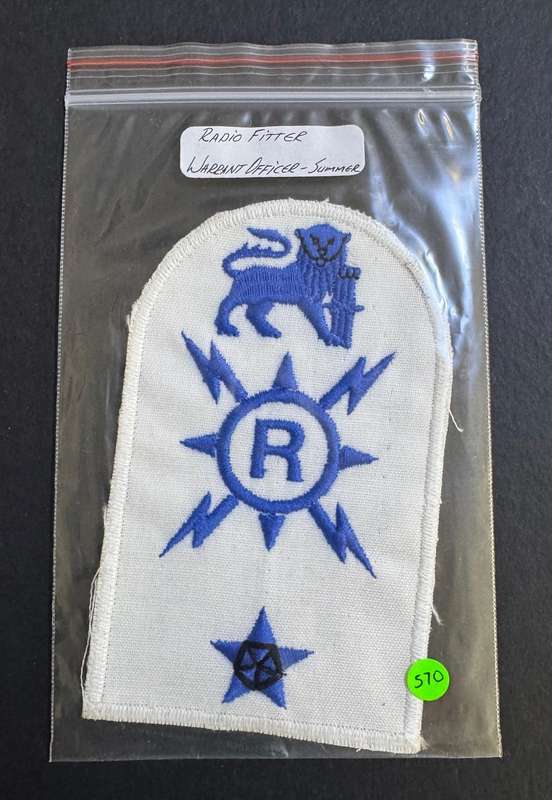 RADIO FITTER
WARRANT OFFICER - SUMMER
R
570